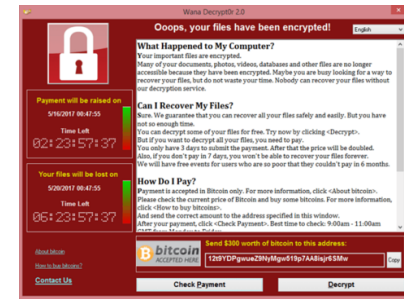 Wana Decrypt0r 2.0
Ooops, your files have been encrypted!
English
What Happened to My Computer?
Your important files are encrypted.
Many of your documents, photos, videos, databases and other files are no longer
accessible because they have been encrypted. Maybe you are busy looking for a way to
recover your files, but do not waste your time. Nobody can recover your files without
our decryption service.
Can I Recover My Files?
Sure. We guarantee that you can recover all your files safely and easily. But you have
not so enough time.
You can decrypt some of your files for free. Try now by clicking <Decrypt>.
But if you want to decrypt all your files, you need to pay.
You only have 3 days to submit the payment. After that the price will be doubled.
Also, if you don't pay in 7 days, you won't be able to recover your files forever.
We will have free events for users who are so poor that they couldn't pay in 6 months.
How Do I Pay?
Payment is accepted in Bitcoin only. For more information, click <About bitcoin>.
Please check the current price of Bitcoin and buy some bitcoins. For more information,
click <How to buy bitcoins>.
And send the correct amount to the address specified in this window.
After your payment, click <Check Payment>. Best time to check: 9:00am - 11:00am
GMT from Monday to Friday.
Payment will be raised on
5/16/2017 00:47:55
Time Left
02:23:57:37
Your files will be lost on
5/20/2017 00:47:55
Time Left
06:23:57:37
About bitcoin
How to buy bitcoins?
Contact Us
bitcoin
ACCEPTED HERE
Send $300 worth of bitcoin to this address:
Copy
Check Payment
Decrypt